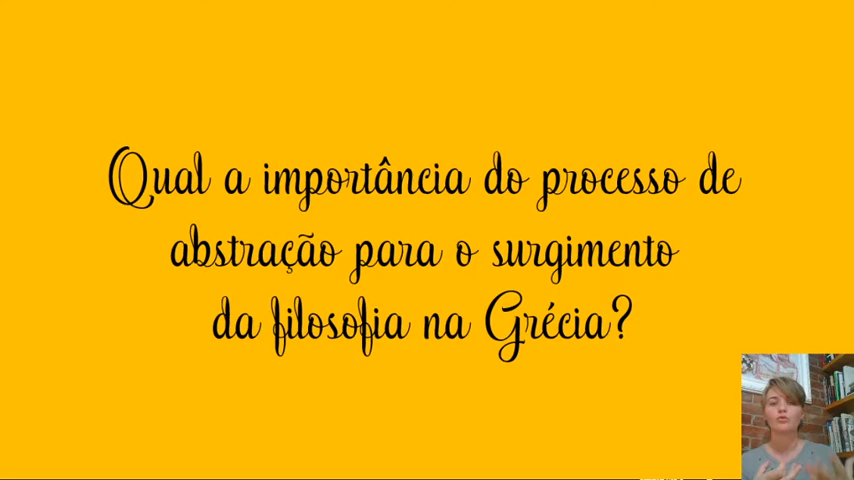 Qual a importância do processo de
abstração para o surgimento
da filosofia na Grécia?